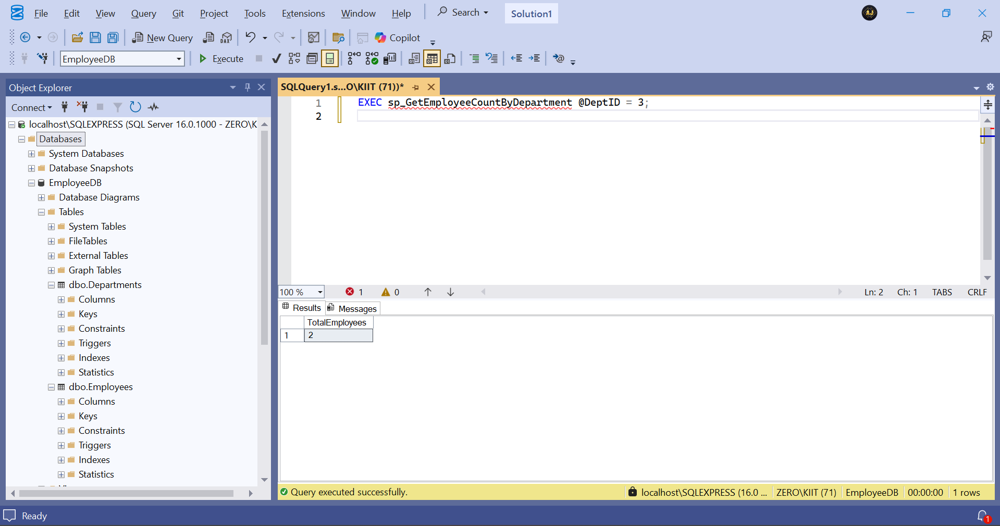 File Edit View Query Git Project Tools Extensions Window Help Search Solution1
New Query DAX Copilot
EmployeeDB Execute
Object Explorer
Connect
localhost\SQLEXPRESS (SQL Server 16.0.1000 - ZERO\K
Databases
System Databases
Database Snapshots
EmployeeDB
Database Diagrams
Tables
System Tables
FileTables
External Tables
Graph Tables
dbo.Departments
Columns
Keys
Constraints
Triggers
Indexes
Statistics
dbo.Employees
Columns
Keys
Constraints
Triggers
Indexes
Statistics
SQLQuery1.s...O\KIIT (71))*
1 EXEC sp_GetEmployeeCountByDepartment @DeptID = 3;
2
100 % 1 0 Ln: 2 Ch: 1 TABS CRLF
Results Messages
TotalEmployees
1 2
Query executed successfully. localhost\SQLEXPRESS (16.0 ... ZERO\KIIT (71) EmployeeDB 00:00:00 1 rows
Ready 1